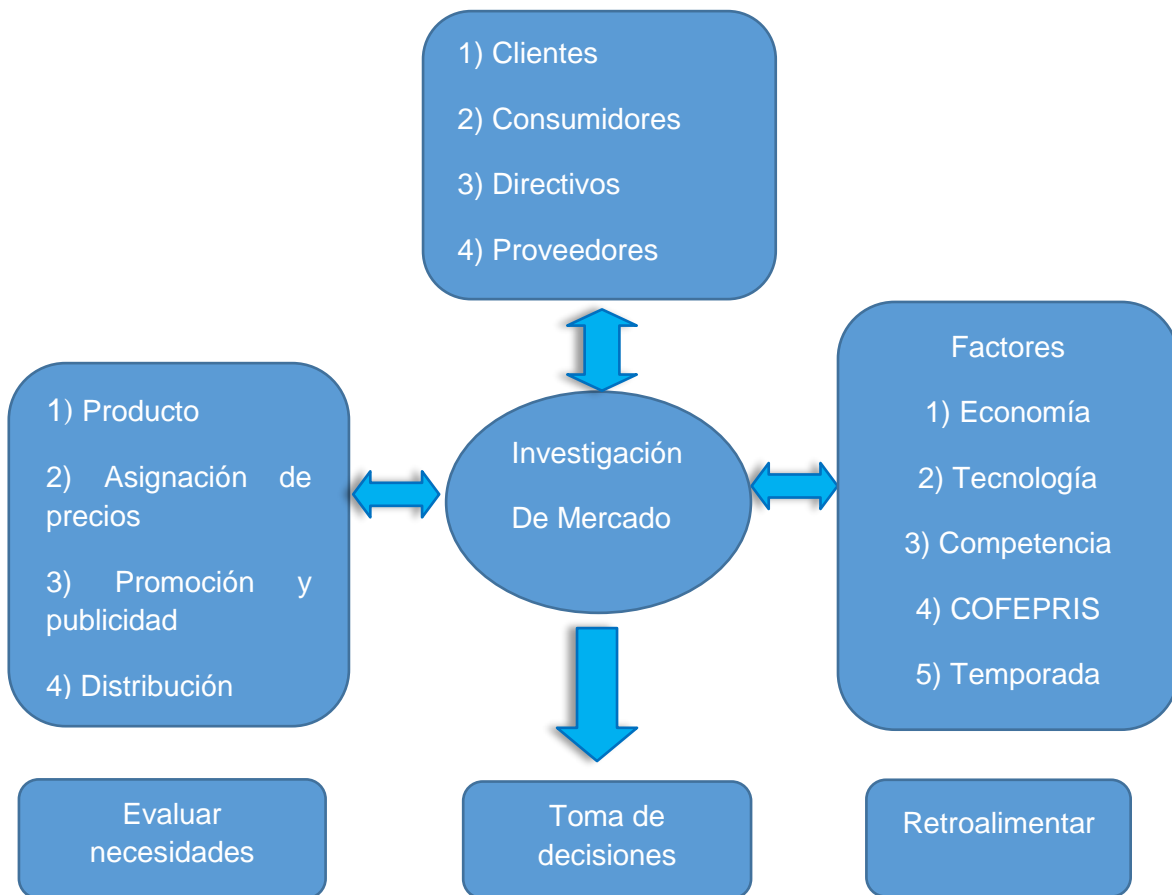 1) Clientes
2) Consumidores
3) Directivos
4) Proveedores
1) Producto
2) Asignación de
precios
3) Promoción y
publicidad
4) Distribución
Investigación
De Mercado
Factores
1) Economía
2) Tecnología
3) Competencia
4) COFEPRIS
5) Temporada
Evaluar
necesidades
Toma de
decisiones
Retroalimentar